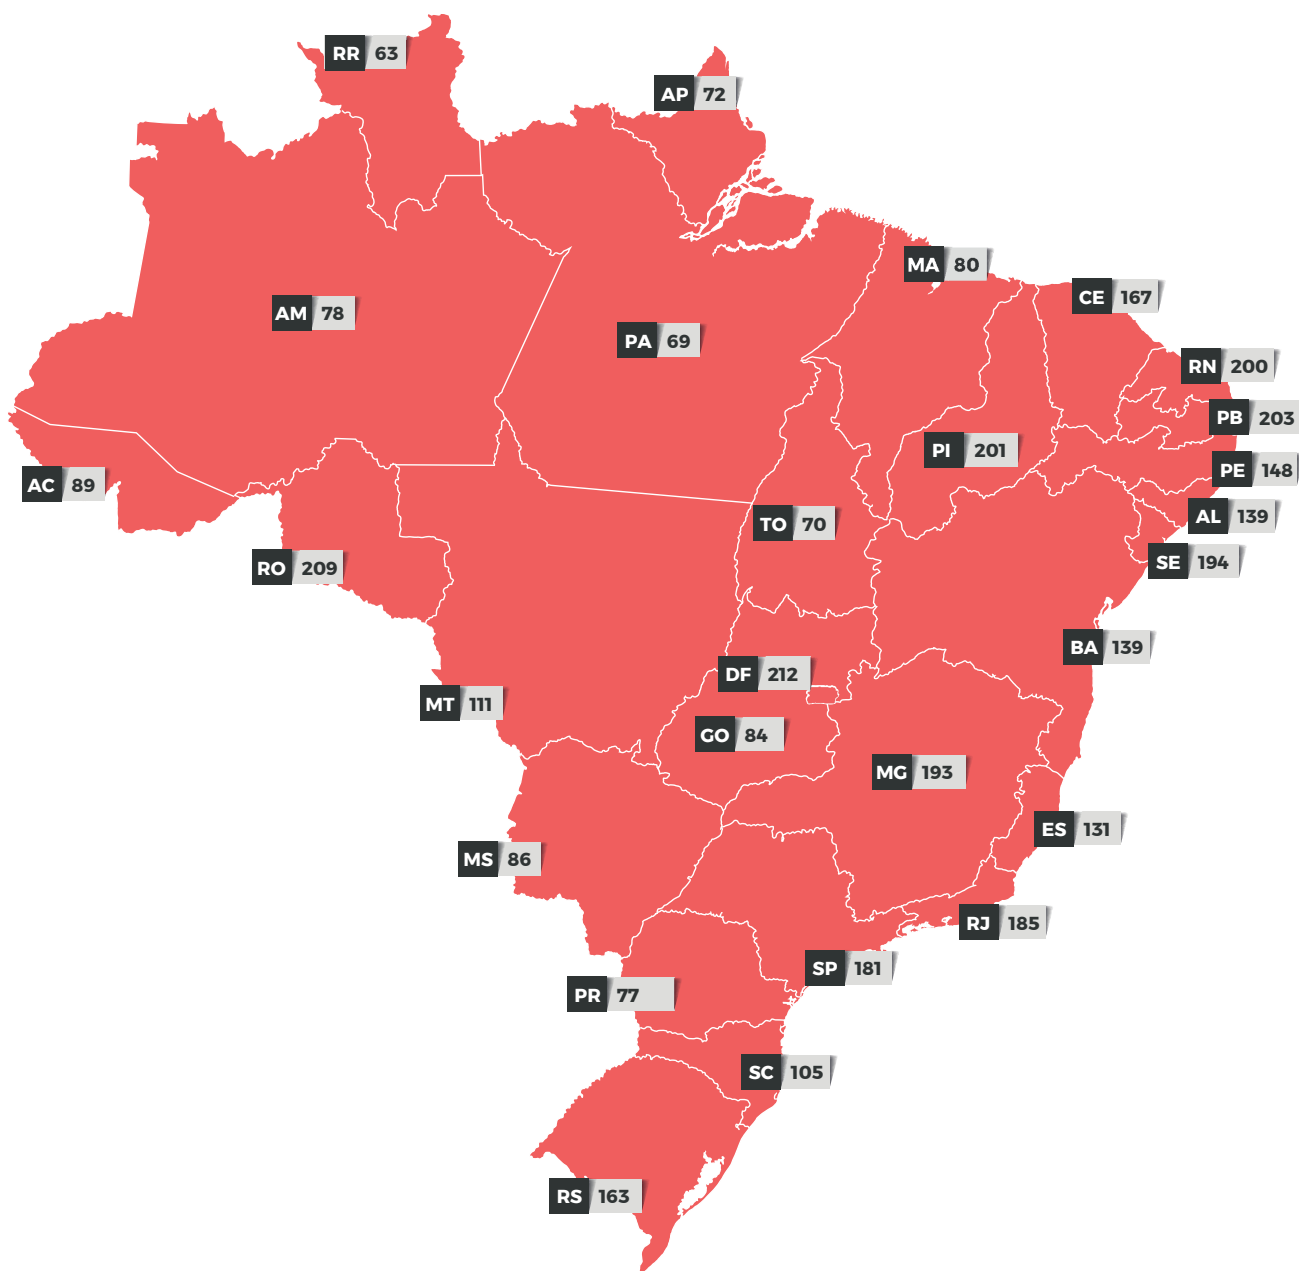 RR 63
AP 72
MA 80
CE 167
AM 78
PA 69
RN 200
PB 203
PI 201
PE 148
AC 89
AL 139
TO 70
SE 194
RO 209
BA 139
DF 212
MT 111
GO 84
MG 193
ES 131
MS 86
RJ 185
SP 181
PR 77
SC 105
RS 163